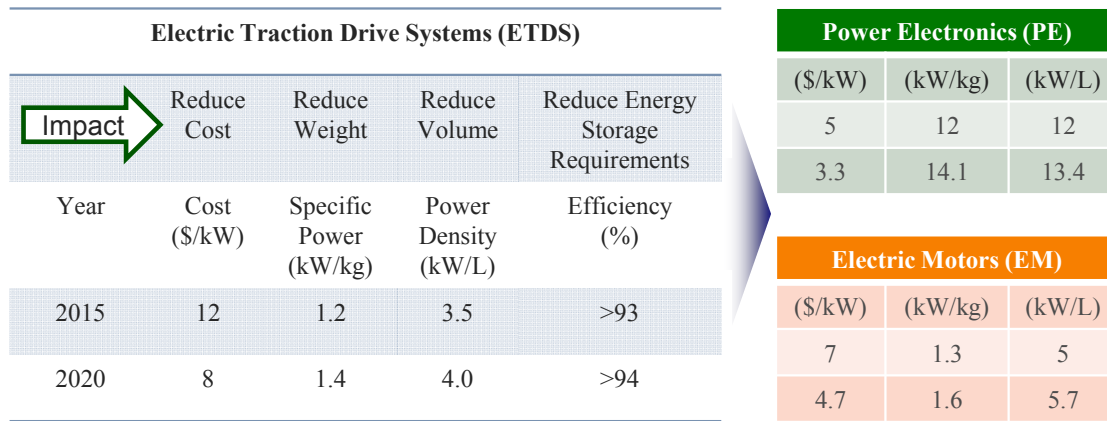 Electric Traction Drive Systems (ETDS)
Impact
Reduce Cost
Reduce Weight
Reduce Volume
Reduce Energy Storage Requirements
Year
Cost ($/kW)
Specific Power (kW/kg)
Power Density (kW/L)
Efficiency (%)
2015 12 1.2 3.5 >93
2020 8 1.4 4.0 >94
Power Electronics (PE)
($/kW) (kW/kg) (kW/L)
5 12 12
3.3 14.1 13.4
Electric Motors (EM)
($/kW) (kW/kg) (kW/L)
7 1.3 5
4.7 1.6 5.7